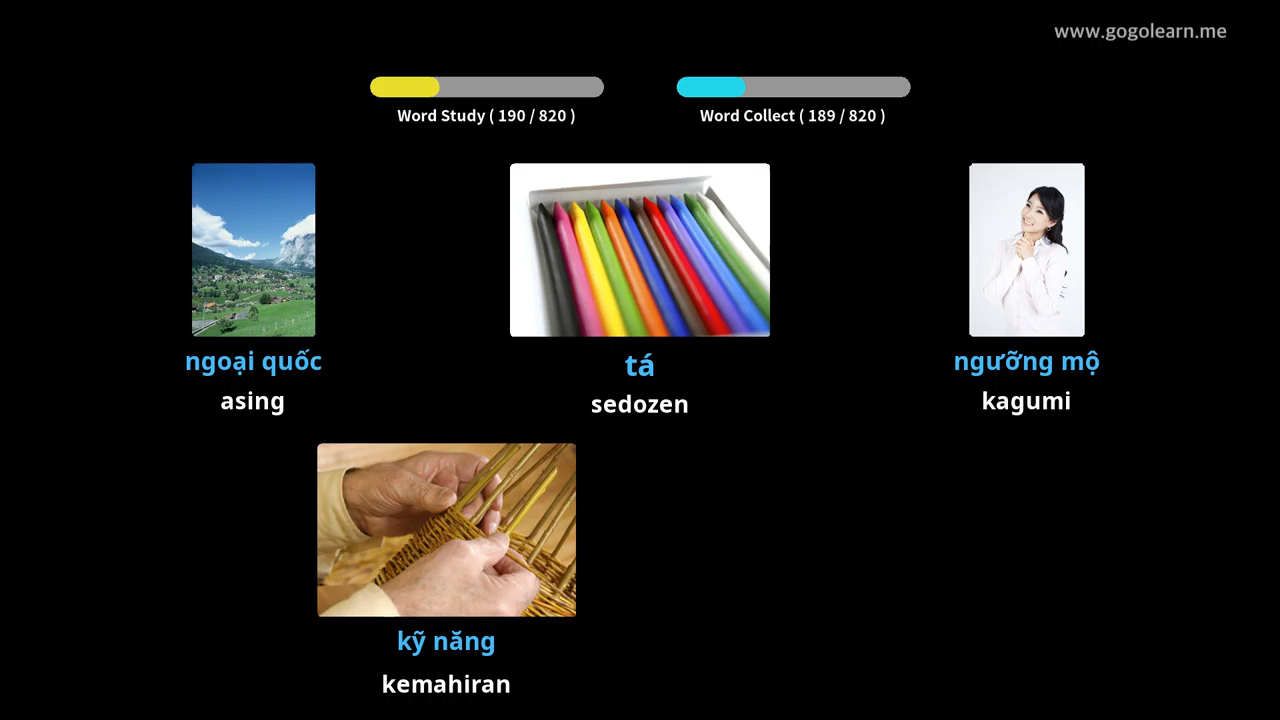 www.gogolearn.me
Word Study ( 190 / 820 )
Word Collect ( 189 / 820 )
ngoại quốc
asing
tá
sedozen
ngưỡng mộ
kagumi
kỹ năng
kemahiran